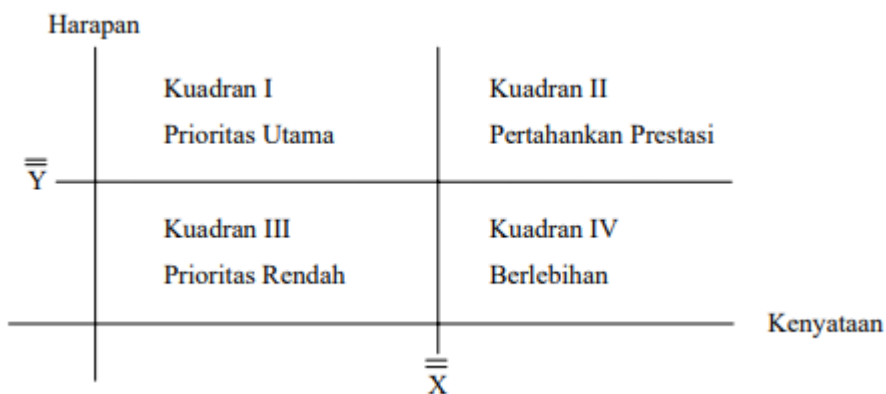 Harapan
Kuadran I
Prioritas Utama
Kuadran II
Pertahankan Prestasi
Y̿
Kuadran III
Prioritas Rendah
Kuadran IV
Berlebihan
Kenyataan
X̿